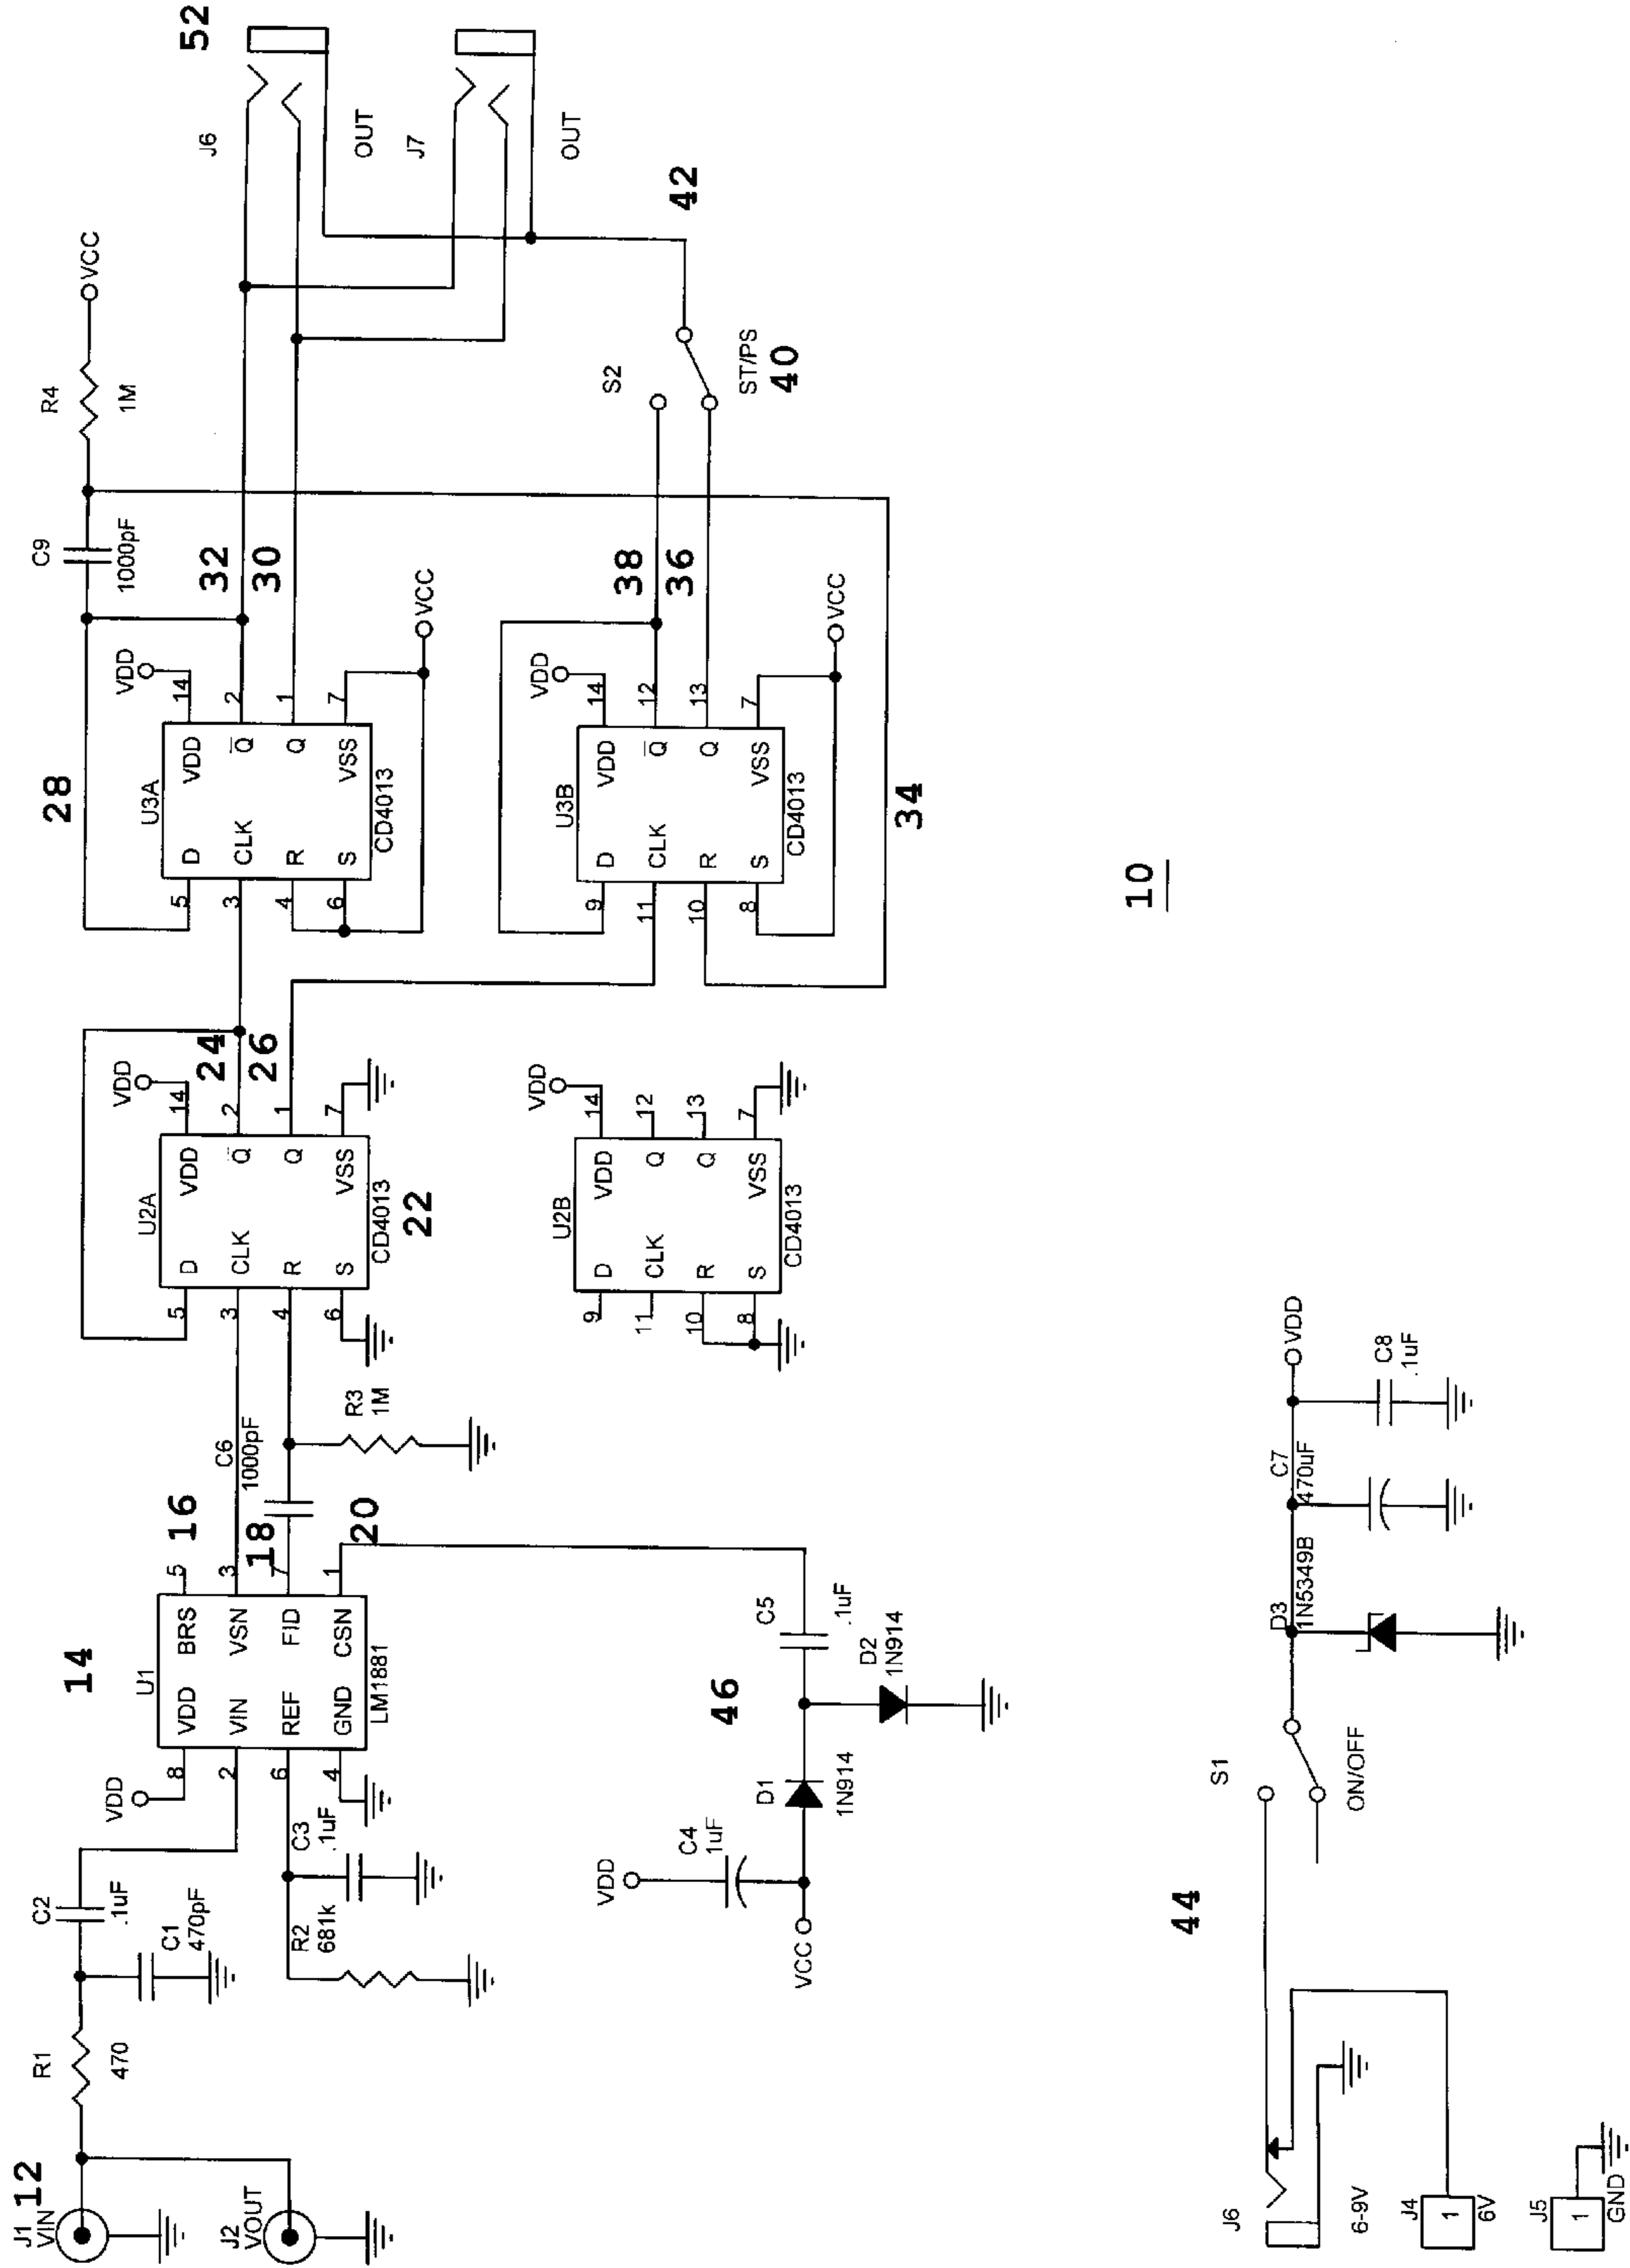 12
J1
VIN
J2
VOUT
R1
470
C2
.1uF
C1
470pF
R2
681k
C3
.1uF
14
U1
VDD
8
2
6
4
VDD BRS
VIN VSN
REF FID
GND CSN
LM1881
5
3
7
1
16
18
20
C6
1000pF
R3
1M
VDD
C4
1uF
VCC
D1
1N914
46
D2
1N914
C5
.1uF
U2A
5
3
4
6
D VDD
CLK Q
R Q
S VSS
CD4013
22
VDD
14
2
1
7
24
26
U2B
9
11
10
8
D VDD
CLK Q
R Q
S VSS
CD4013
VDD
14
12
13
7
28
U3A
5
3
4
6
D VDD
CLK Q
R Q
S VSS
CD4013
VDD
14
2
1
7
VCC
32
30
C9
1000pF
R4
1M
VCC
U3B
9
11
10
8
D VDD
CLK Q
R Q
S VSS
CD4013
34
VDD
14
12
13
7
VCC
38
36
S2
ST/PS
40
42
J6
OUT
J7
OUT
52
10
44
J6
6-9V
J4
1
6V
J5
1
GND
S1
ON/OFF
D3
1N5349B
C7
470uF
VDD
C8
.1uF